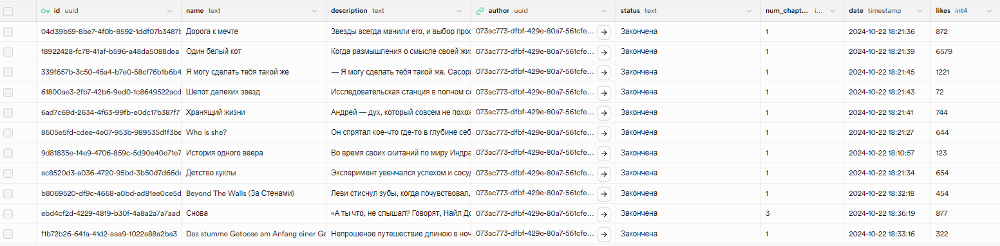 id uuid name text description text author uuid status text num_chapt... i... date timestamp likes int4
04d39b59-8be7-4f0b-8592-1ddf07b3487b Дорога к мечте Звезды всегда манили его, и выбор проф 073ac773-dfbf-429e-80a7-561cfe... Закончена 1 2024-10-22 18:21:36 872
18922428-fc78-41af-b596-a48da5088dea Один белый кот Когда размышления о смысле своей жиз 073ac773-dfbf-429e-80a7-561cfe... Закончена 1 2024-10-22 18:21:39 6579
339f657b-3c50-45a4-b7e0-58cf76b1b6b4 Я могу сделать тебя такой же — Я могу сделать тебя такой же. Сасори 073ac773-dfbf-429e-80a7-561cfe... Закончена 1 2024-10-22 18:21:45 1221
61800ae3-2fb7-42b6-9ed0-1c8649522acd Шепот далеких звезд Исследовательская станция в полном со 073ac773-dfbf-429e-80a7-561cfe... Закончена 1 2024-10-22 18:21:43 72
6ad7c69d-2634-4f63-99fb-e0dc17b387f7 Хранящий жизни Андрей — дух, который совсем не похож 073ac773-dfbf-429e-80a7-561cfe... Закончена 1 2024-10-22 18:21:41 744
8605e5fd-cdee-4e07-953b-989535d1f3be Who is she? Он спрятал кое-что где-то в глубине себ 073ac773-dfbf-429e-80a7-561cfe... Закончена 1 2024-10-22 18:21:27 644
9d81835e-14e9-4706-859c-5d90e40e71e7 История одного веера Во время своих скитаний по миру Индра 073ac773-dfbf-429e-80a7-561cfe... Закончена 1 2024-10-22 18:10:57 123
ac8520d3-a036-4720-95bd-3b50d7d66de Детство куклы Эксперимент увенчался успехом и сосуд 073ac773-dfbf-429e-80a7-561cfe... Закончена 1 2024-10-22 18:21:34 654
b8069520-df9c-4668-a0bd-ad81ee0ce5d Beyond The Walls (За Стенами) Леви стиснул зубы, когда почувствовал, 073ac773-dfbf-429e-80a7-561cfe... Закончена 1 2024-10-22 18:32:18 454
ebd4cf2d-4229-4819-b30f-4a8a2a7a7aad Снова «А ты что, не слышал? Говорят, Найл До 073ac773-dfbf-429e-80a7-561cfe... Закончена 3 2024-10-22 18:36:19 877
f1b72b26-641a-41d2-aaa9-1022a88a2ba3 Das stumme Getoese am Anfang einer Ge Непрошеное путешествие длиною в ноч 073ac773-dfbf-429e-80a7-561cfe... Закончена 1 2024-10-22 18:33:16 322